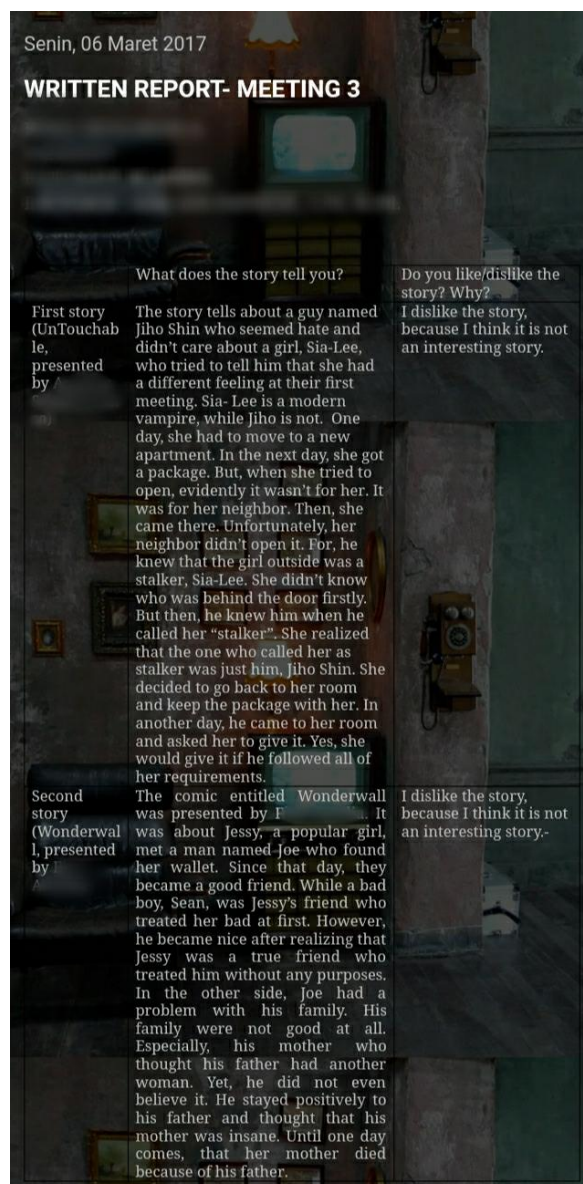 Senin, 06 Maret 2017
WRITTEN REPORT- MEETING 3
What does the story tell you?
Do you like/dislike the
story? Why?
First story
(UnTouchab
le,
presented
by
The story tells about a guy named
Jiho Shin who seemed hate and
didn’t care about a girl, Sia-Lee,
who tried to tell him that she had
a different feeling at their first
meeting. Sia- Lee is a modern
vampire, while Jiho is not. One
day, she had to move to a new
apartment. In the next day, she got
a package. But, when she tried to
open, evidently it wasn’t for her. It
was for her neighbor. Then, she
came there. Unfortunately, her
neighbor didn’t open it. For, he
knew that the girl outside was a
stalker, Sia-Lee. She didn’t know
who was behind the door firstly.
But then, he knew him when he
called her “stalker”. She realized
that the one who called her as
stalker was just him, Jiho Shin. She
decided to go back to her room
and keep the package with her. In
another day, he came to her room
and asked her to give it. Yes, she
would give it if he followed all of
her requirements.
I dislike the story,
because I think it is not
an interesting story.
Second
story
(Wonderwal
l, presented
by
The comic entitled Wonderwall
was presented by It
was about Jessy, a popular girl,
met a man named Joe who found
her wallet. Since that day, they
became a good friend. While a bad
boy, Sean, was Jessy’s friend who
treated her bad at first. However,
he became nice after realizing that
Jessy was a true friend who
treated him without any purposes.
In the other side, Joe had a
problem with his family. His
family were not good at all.
Especially, his mother who
thought his father had another
woman. Yet, he did not even
believe it. He stayed positively to
his father and thought that his
mother was insane. Until one day
comes, that her mother died
because of his father.
I dislike the story,
because I think it is not
an interesting story.-